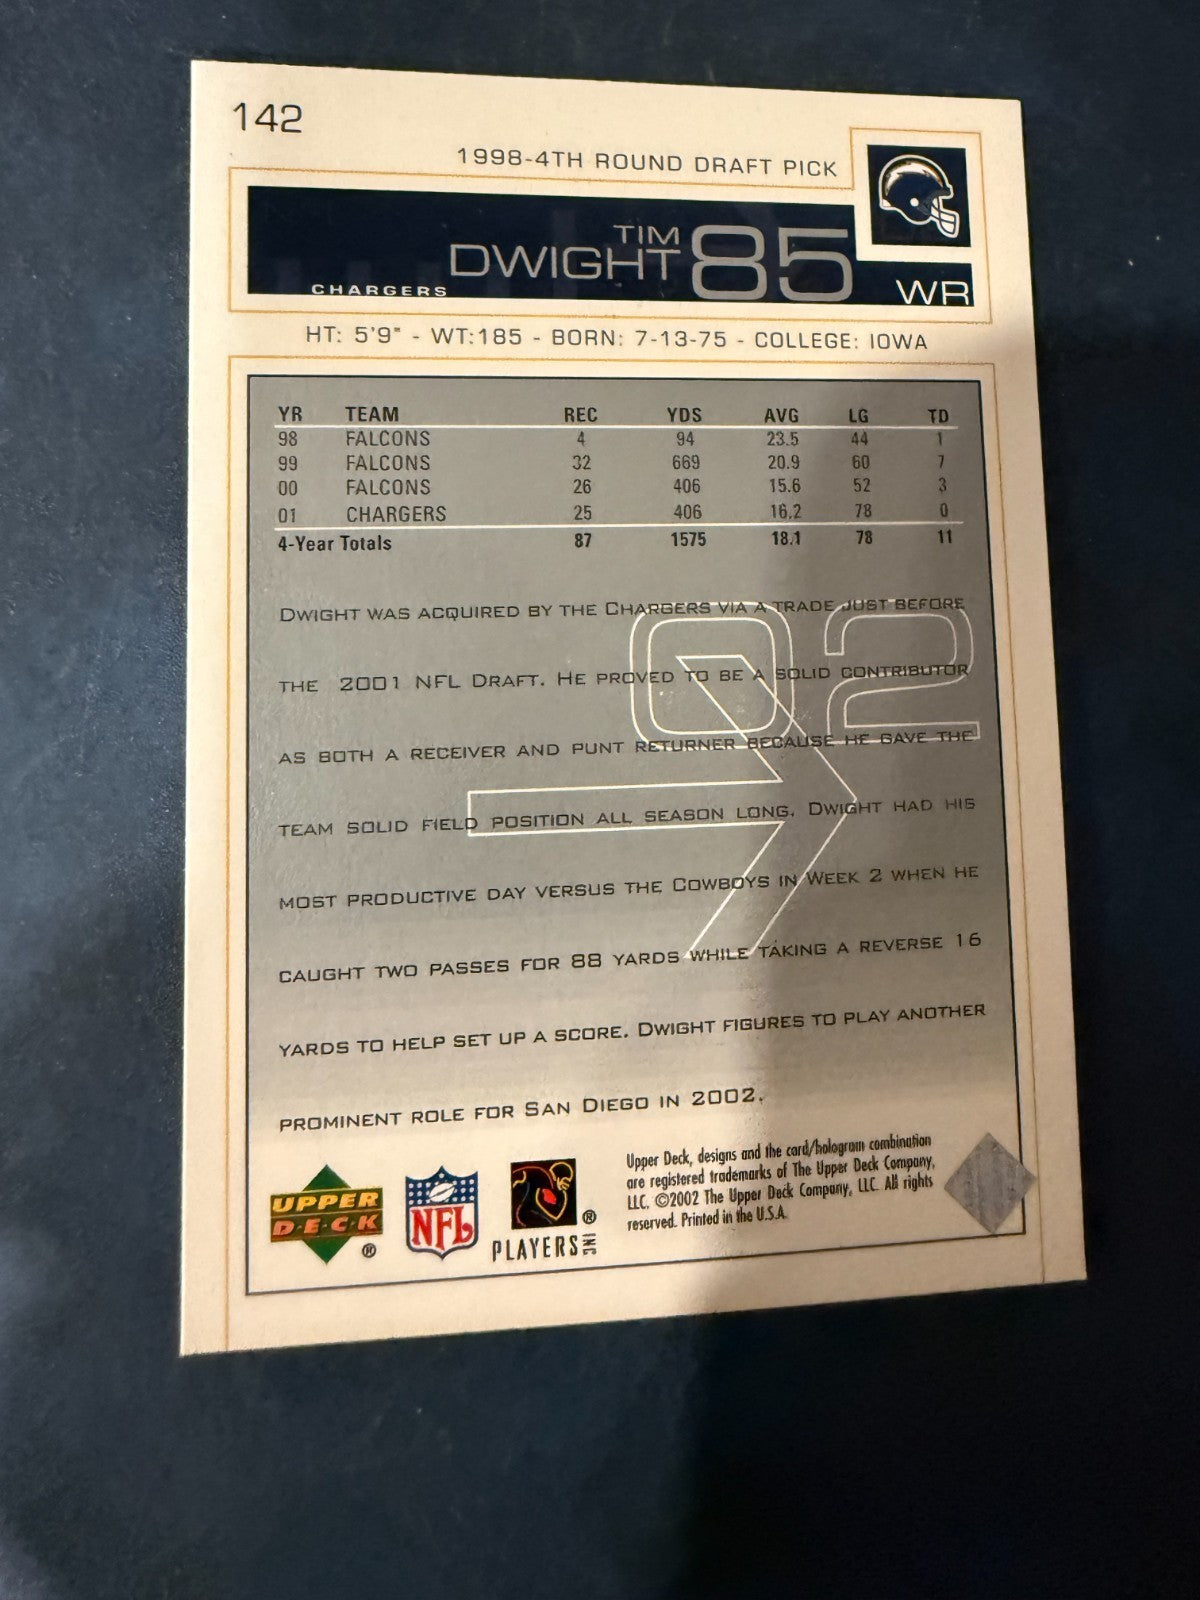 142
1998-4TH ROUND DRAFT PICK
TIM
DWIGHT 85
CHARGERS
WR
HT: 5'9" - WT:185 - BORN: 7-13-75 - COLLEGE: IOWA
YR TEAM REC YDS AVG LG TD
98 FALCONS 4 94 23.5 44 1
99 FALCONS 32 669 20.9 60 7
00 FALCONS 26 406 15.6 52 3
01 CHARGERS 25 406 16.2 78 0
4-Year Totals 87 1575 18.1 78 11
02
DWIGHT WAS ACQUIRED BY THE CHARGERS VIA A TRADE JUST BEFORE
THE 2001 NFL DRAFT. HE PROVED TO BE A SOLID CONTRIBUTOR
AS BOTH A RECEIVER AND PUNT RETURNER BECAUSE HE GAVE THE
TEAM SOLID FIELD POSITION ALL SEASON LONG. DWIGHT HAD HIS
MOST PRODUCTIVE DAY VERSUS THE COWBOYS IN WEEK 2 WHEN HE
CAUGHT TWO PASSES FOR 88 YARDS WHILE TAKING A REVERSE 16
YARDS TO HELP SET UP A SCORE. DWIGHT FIGURES TO PLAY ANOTHER
PROMINENT ROLE FOR SAN DIEGO IN 2002.
UPPER
DECK
®
NFL
®
PLAYERS INC
Upper Deck, designs and the card/hologram combination
are registered trademarks of The Upper Deck Company,
LLC. ©2002 The Upper Deck Company, LLC. All rights
reserved. Printed in the U.S.A.